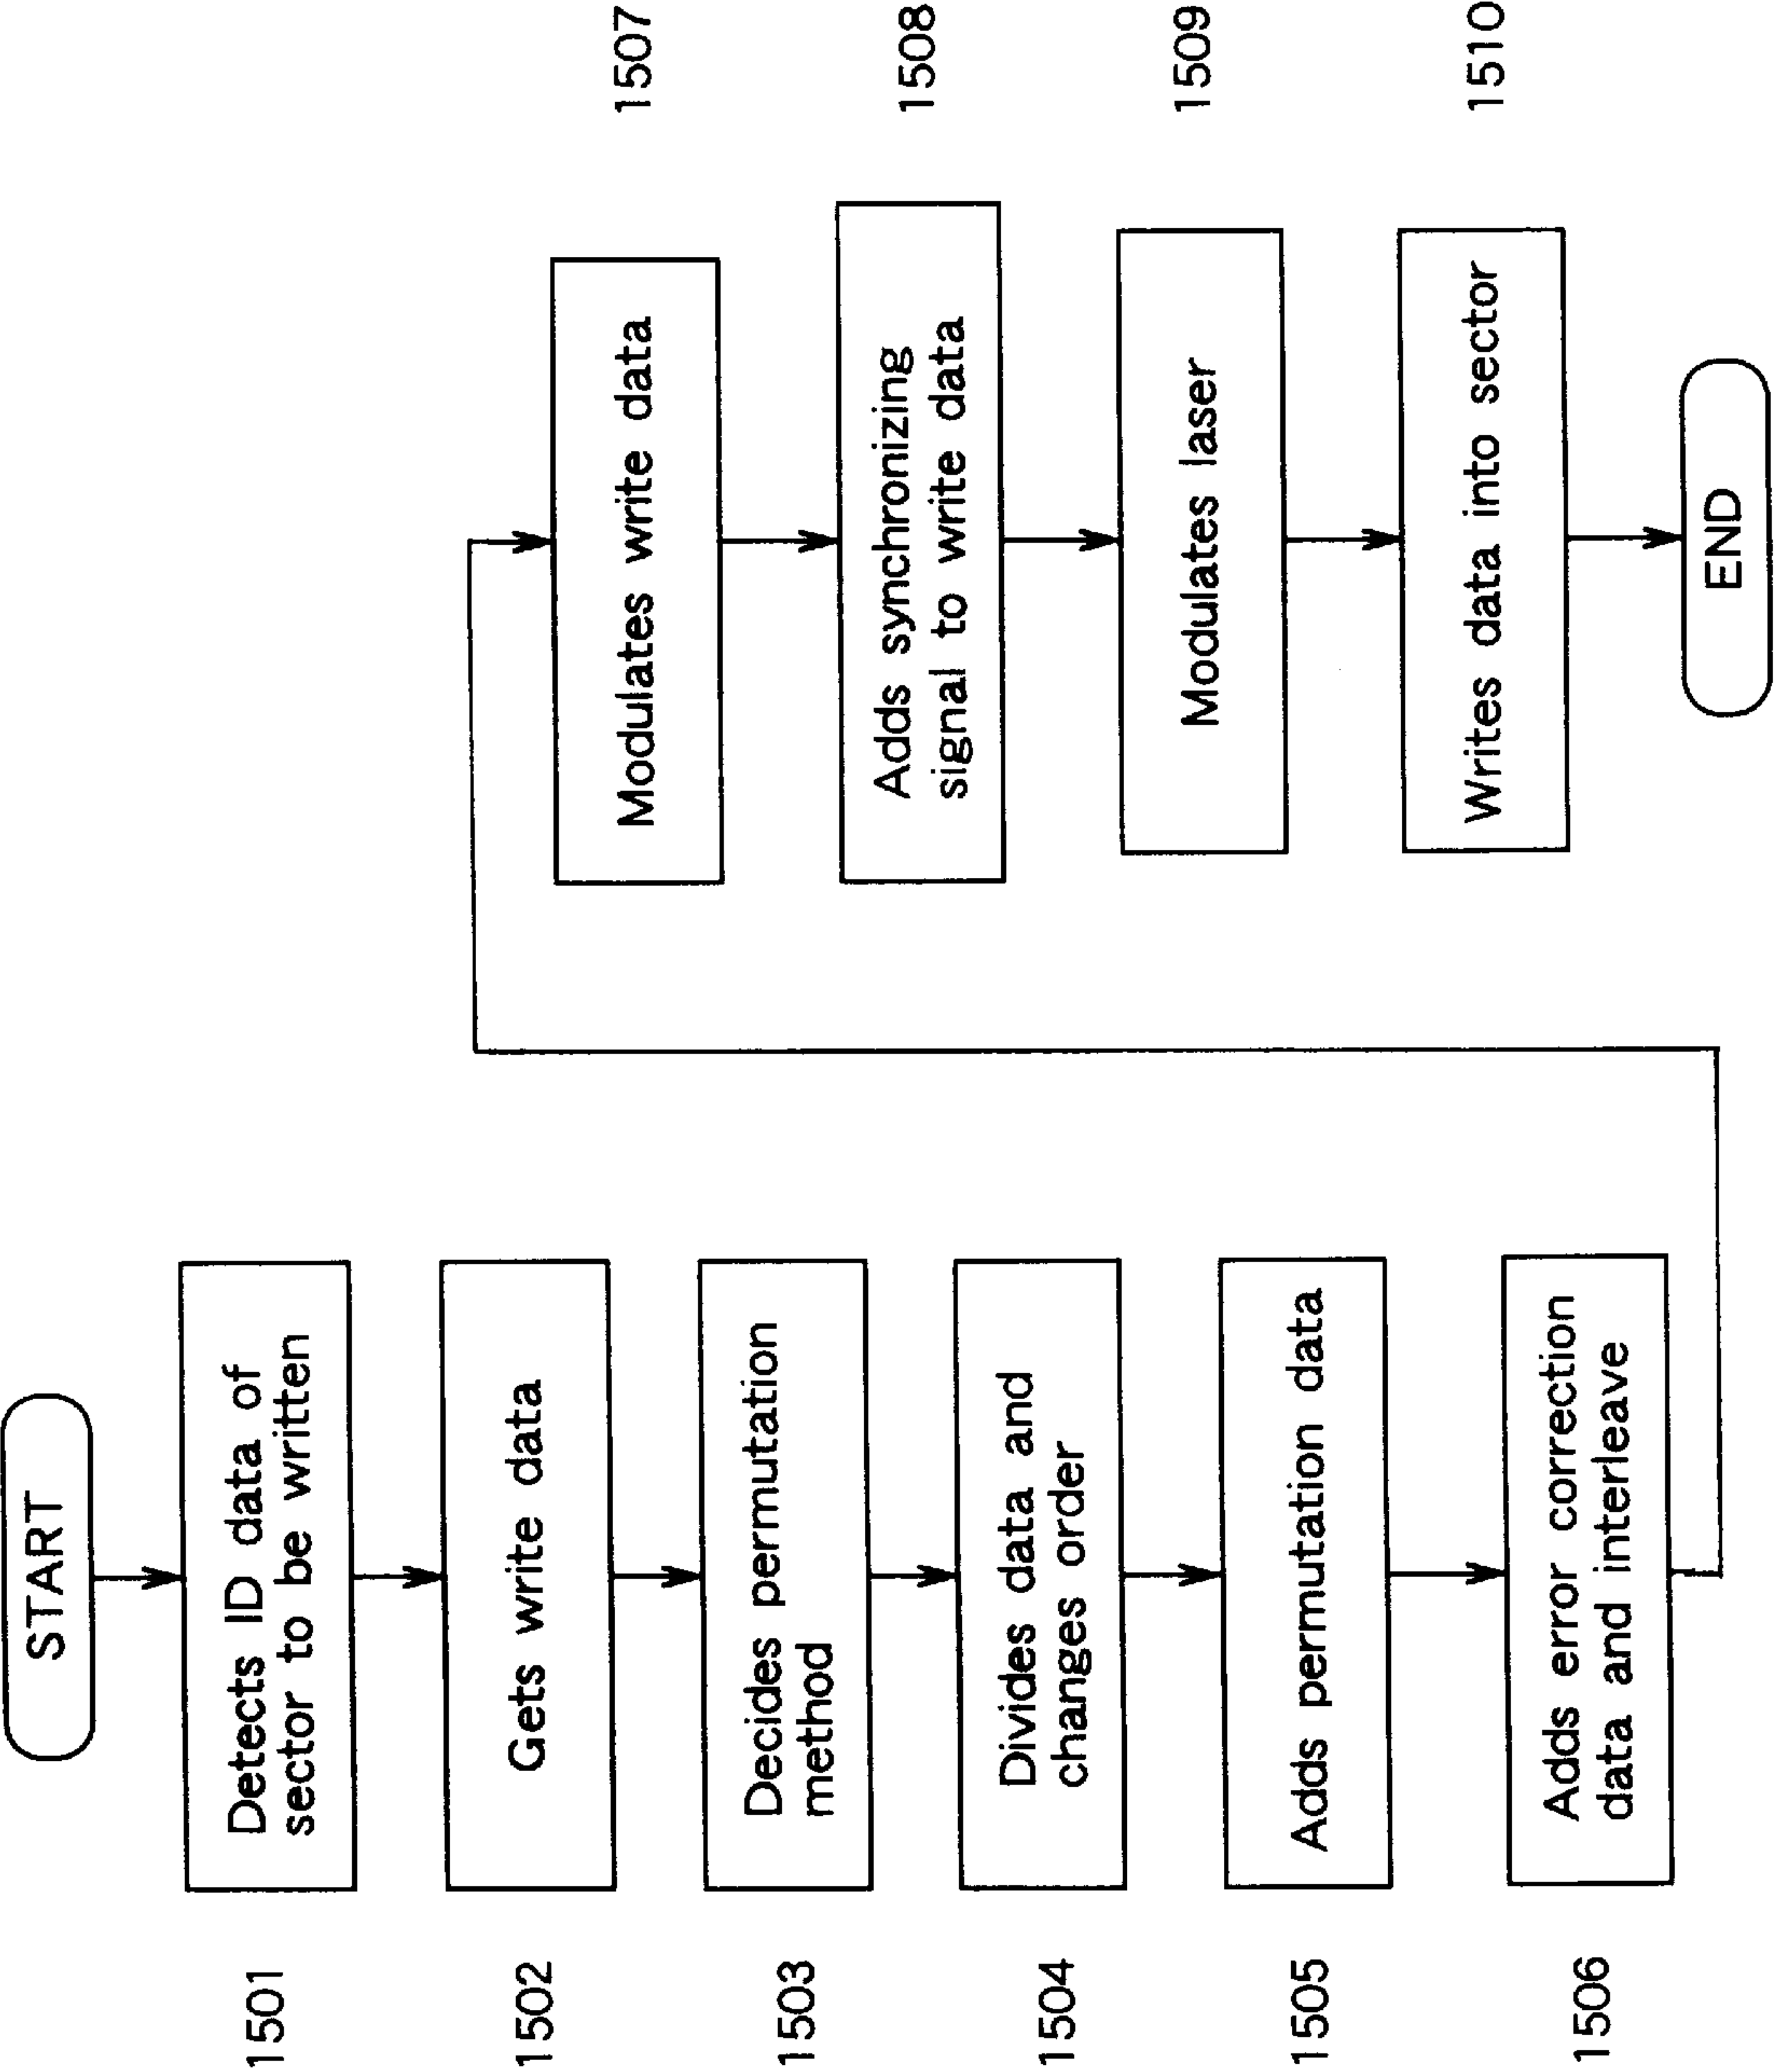 START
1501
Detects ID data of
sector to be written
1502
Gets write data
1503
Decides permutation
method
1504
Divides data and
changes order
1505
Adds permutation data
1506
Adds error correction
data and interleave
Modulates write data
1507
Adds synchronizing
signal to write data
1508
Modulates laser
1509
Writes data into sector
1510
END